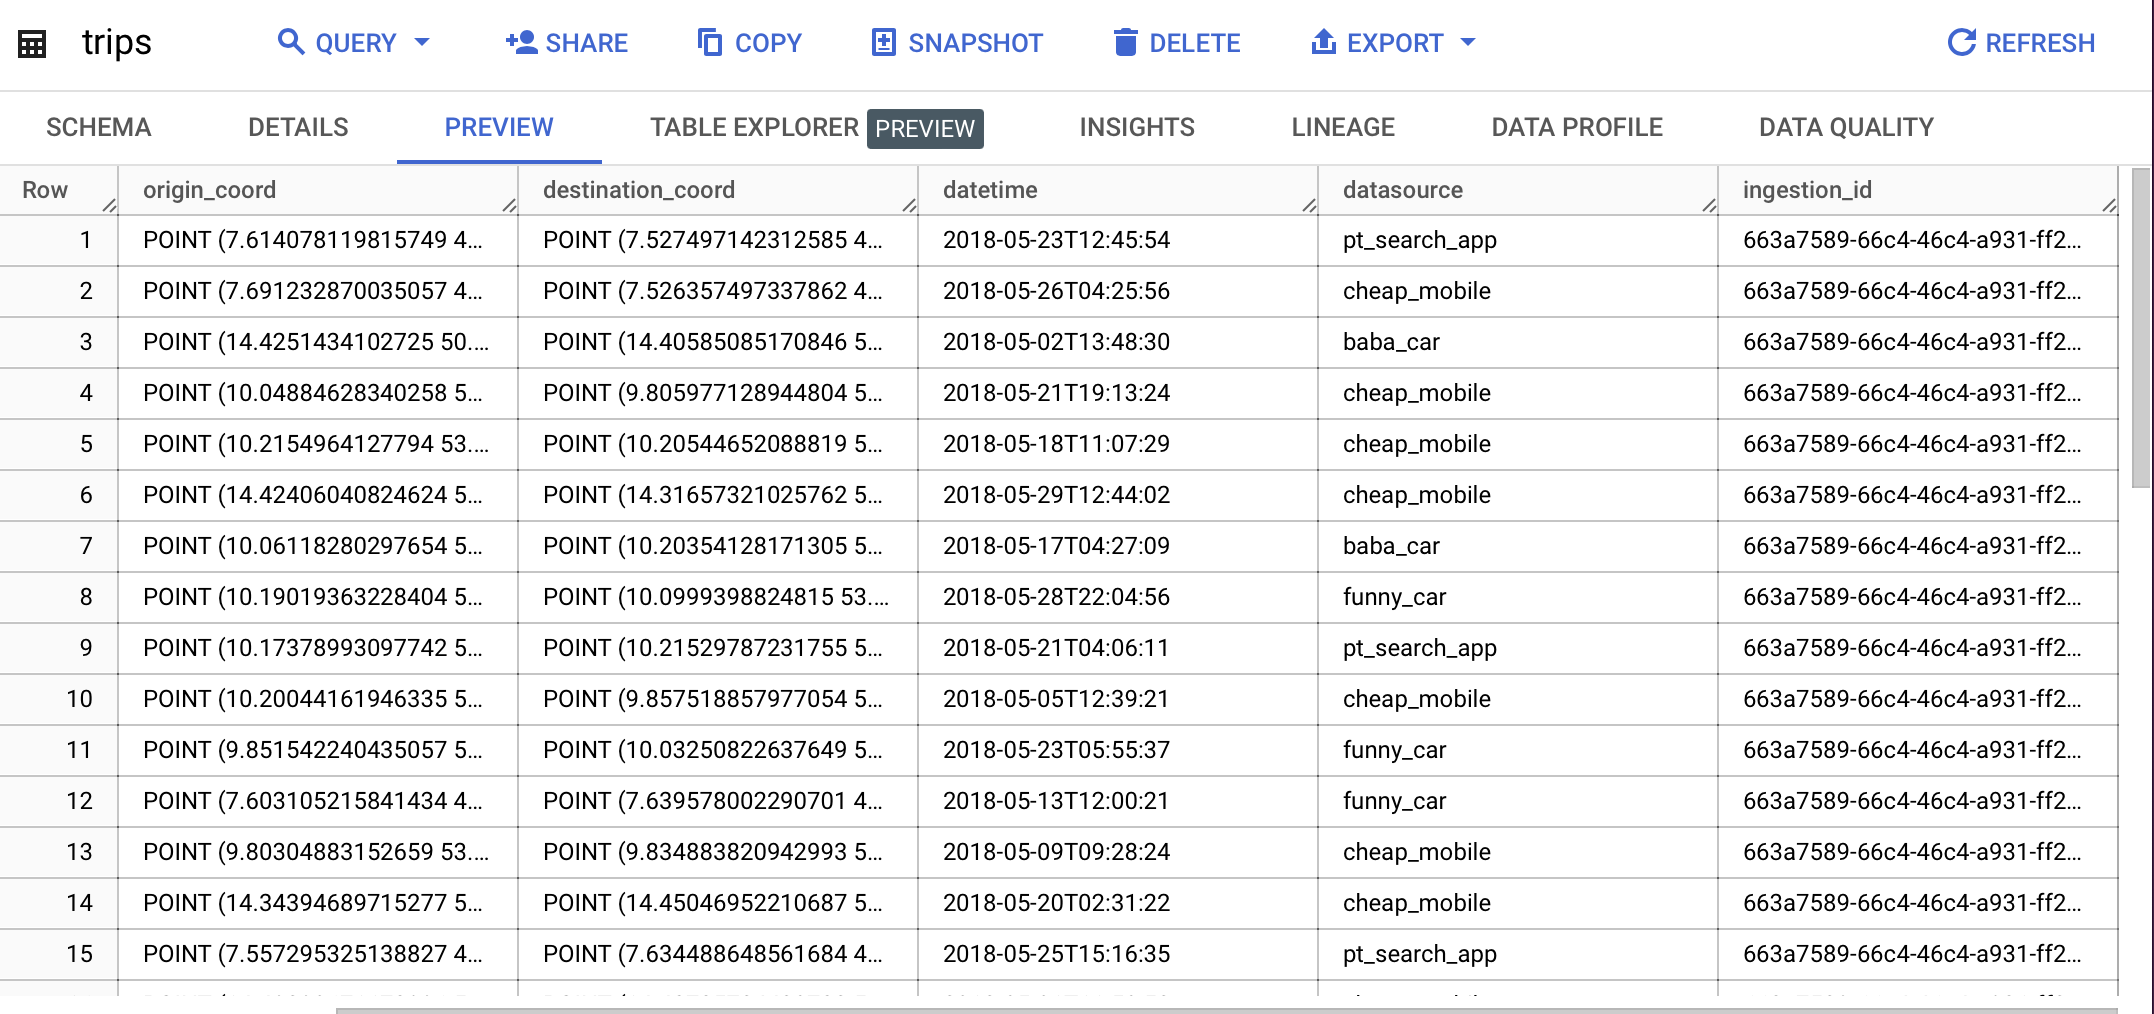 trips QUERY SHARE COPY SNAPSHOT DELETE EXPORT REFRESH
SCHEMA DETAILS PREVIEW TABLE EXPLORER PREVIEW INSIGHTS LINEAGE DATA PROFILE DATA QUALITY
Row origin_coord destination_coord datetime datasource ingestion_id
1 POINT (7.614078119815749 4... POINT (7.527497142312585 4... 2018-05-23T12:45:54 pt_search_app 663a7589-66c4-46c4-a931-ff2...
2 POINT (7.691232870035057 4... POINT (7.526357497337862 4... 2018-05-26T04:25:56 cheap_mobile 663a7589-66c4-46c4-a931-ff2...
3 POINT (14.4251434102725 50.... POINT (14.40585085170846 5... 2018-05-02T13:48:30 baba_car 663a7589-66c4-46c4-a931-ff2...
4 POINT (10.04884628340258 5... POINT (9.805977128944804 5... 2018-05-21T19:13:24 cheap_mobile 663a7589-66c4-46c4-a931-ff2...
5 POINT (10.2154964127794 53.... POINT (10.20544652088819 5... 2018-05-18T11:07:29 cheap_mobile 663a7589-66c4-46c4-a931-ff2...
6 POINT (14.42406040824624 5... POINT (14.31657321025762 5... 2018-05-29T12:44:02 cheap_mobile 663a7589-66c4-46c4-a931-ff2...
7 POINT (10.06118280297654 5... POINT (10.20354128171305 5... 2018-05-17T04:27:09 baba_car 663a7589-66c4-46c4-a931-ff2...
8 POINT (10.19019363228404 5... POINT (10.0999398824815 53.... 2018-05-28T22:04:56 funny_car 663a7589-66c4-46c4-a931-ff2...
9 POINT (10.17378993097742 5... POINT (10.21529787231755 5... 2018-05-21T04:06:11 pt_search_app 663a7589-66c4-46c4-a931-ff2...
10 POINT (10.20044161946335 5... POINT (9.857518857977054 5... 2018-05-05T12:39:21 cheap_mobile 663a7589-66c4-46c4-a931-ff2...
11 POINT (9.851542240435057 5... POINT (10.03250822637649 5... 2018-05-23T05:55:37 funny_car 663a7589-66c4-46c4-a931-ff2...
12 POINT (7.603105215841434 4... POINT (7.639578002290701 4... 2018-05-13T12:00:21 funny_car 663a7589-66c4-46c4-a931-ff2...
13 POINT (9.80304883152659 53.... POINT (9.834883820942993 5... 2018-05-09T09:28:24 cheap_mobile 663a7589-66c4-46c4-a931-ff2...
14 POINT (14.34394689715277 5... POINT (14.45046952210687 5... 2018-05-20T02:31:22 cheap_mobile 663a7589-66c4-46c4-a931-ff2...
15 POINT (7.557295325138827 4... POINT (7.634488648561684 4... 2018-05-25T15:16:35 pt_search_app 663a7589-66c4-46c4-a931-ff2...